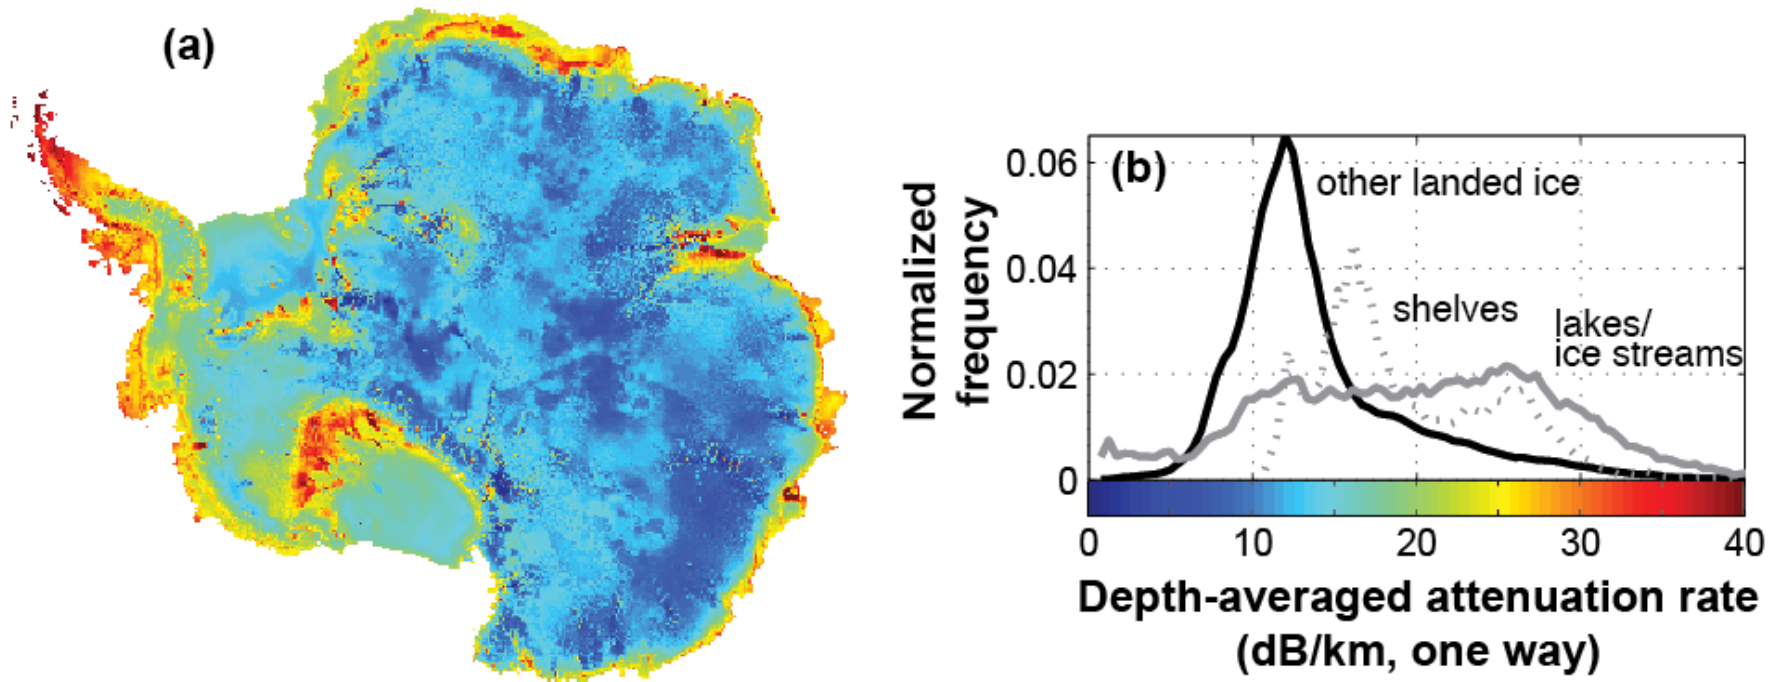 (a)
(b)
Normalized
frequency
0.06
0.04
0.02
0
other landed ice
shelves
lakes/
ice streams
0 10 20 30 40
Depth-averaged attenuation rate
(dB/km, one way)